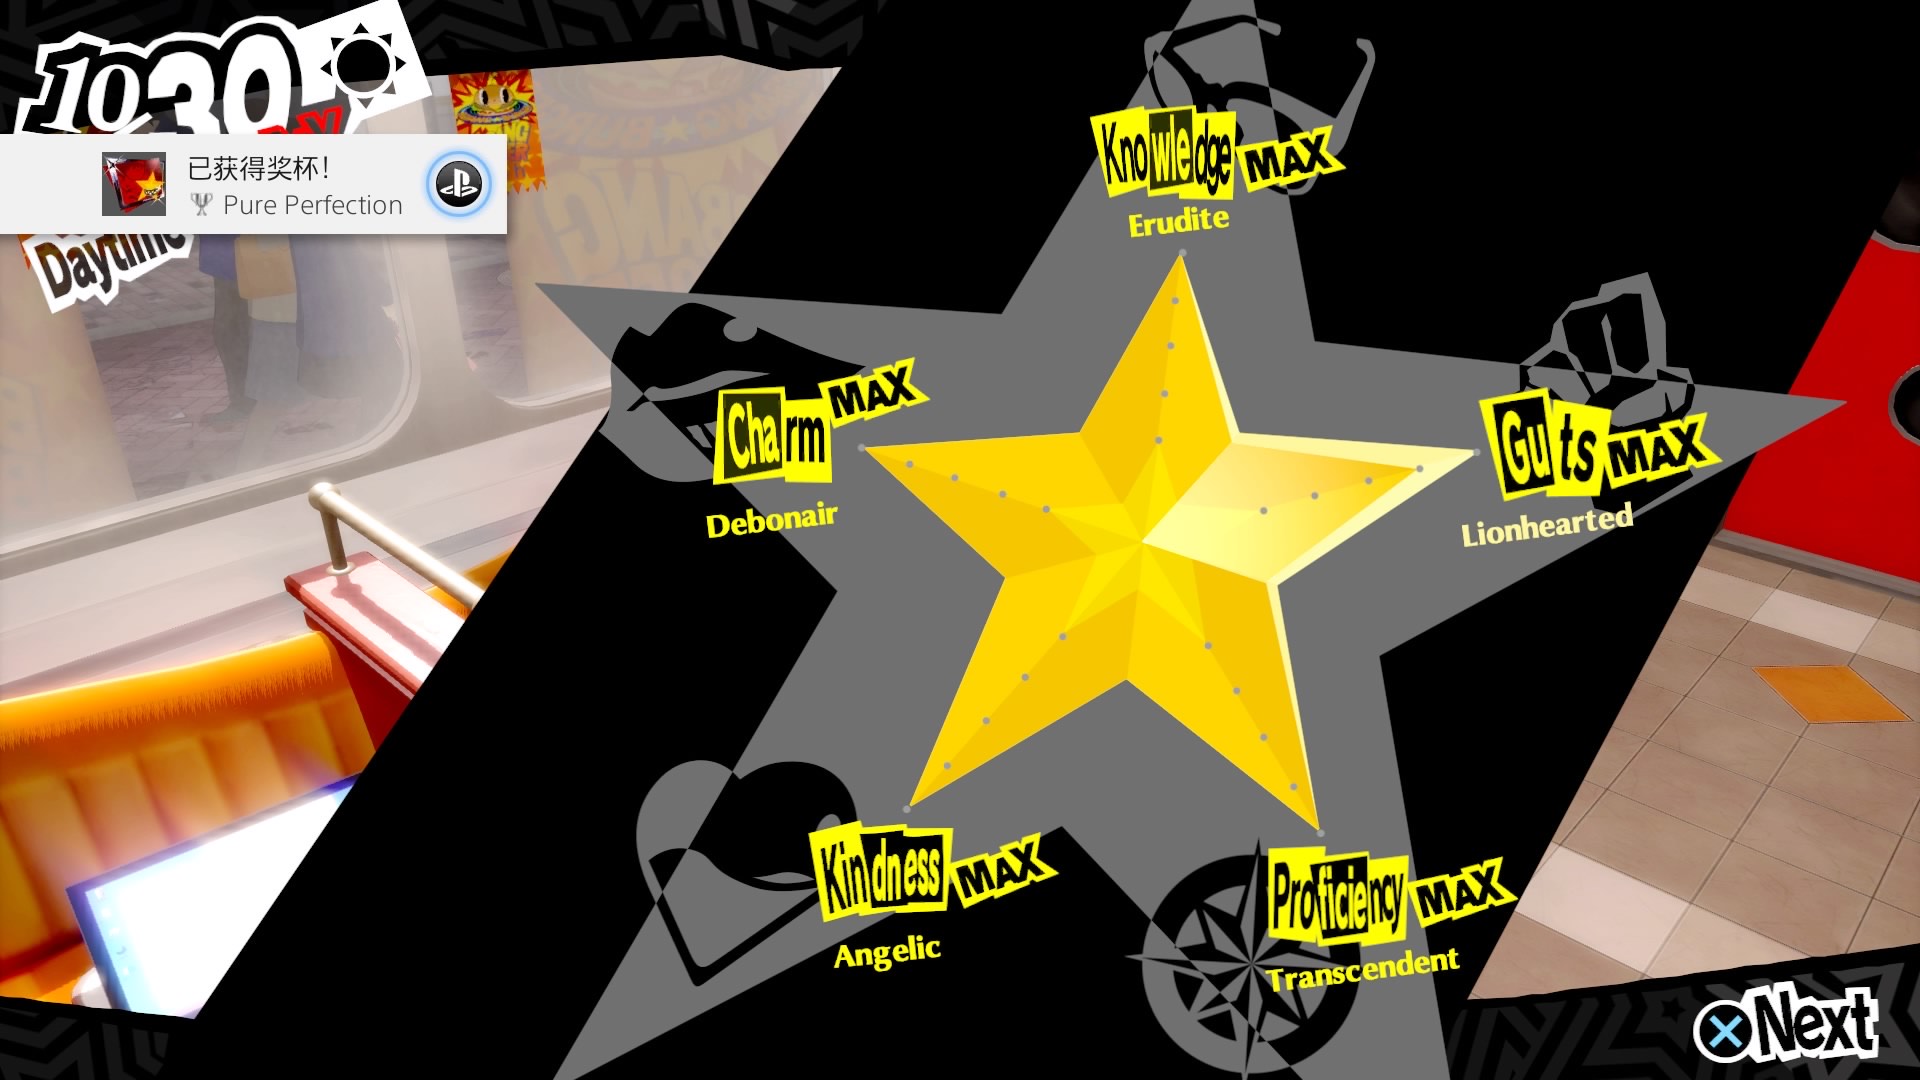 10 30
已获得奖杯！
Pure Perfection
Daytime
Knowledge MAX
Erudite
Charm MAX
Debonair
Guts MAX
Lionhearted
Kindness MAX
Angelic
Proficiency MAX
Transcendent
Next